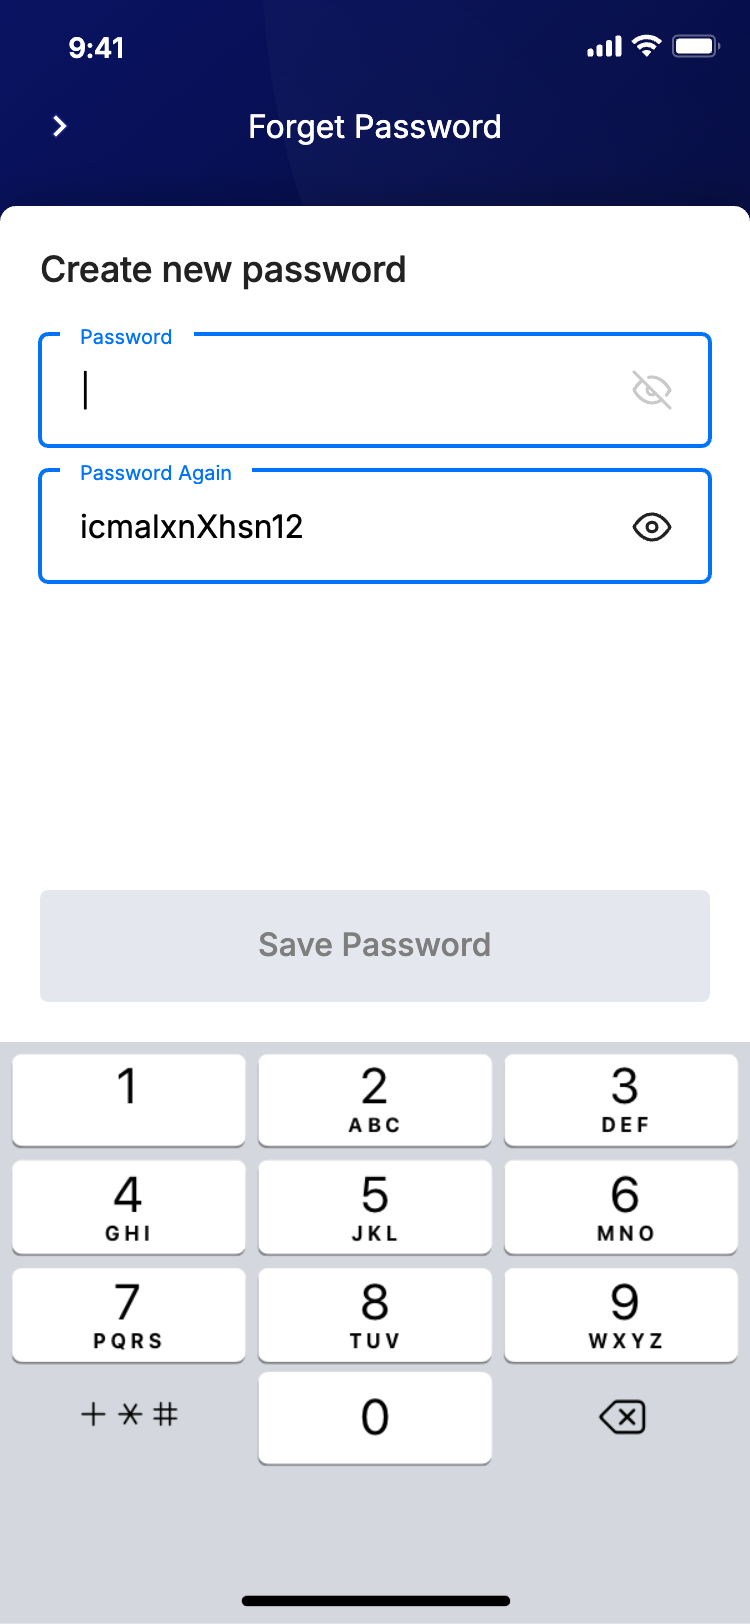 9:41
Forget Password
Create new password
Password
Password Again
icmalxnXhsn12
Save Password
1
2
ABC
3
DEF
4
GHI
5
JKL
6
MNO
7
PQRS
8
TUV
9
WXYZ
+*#
0